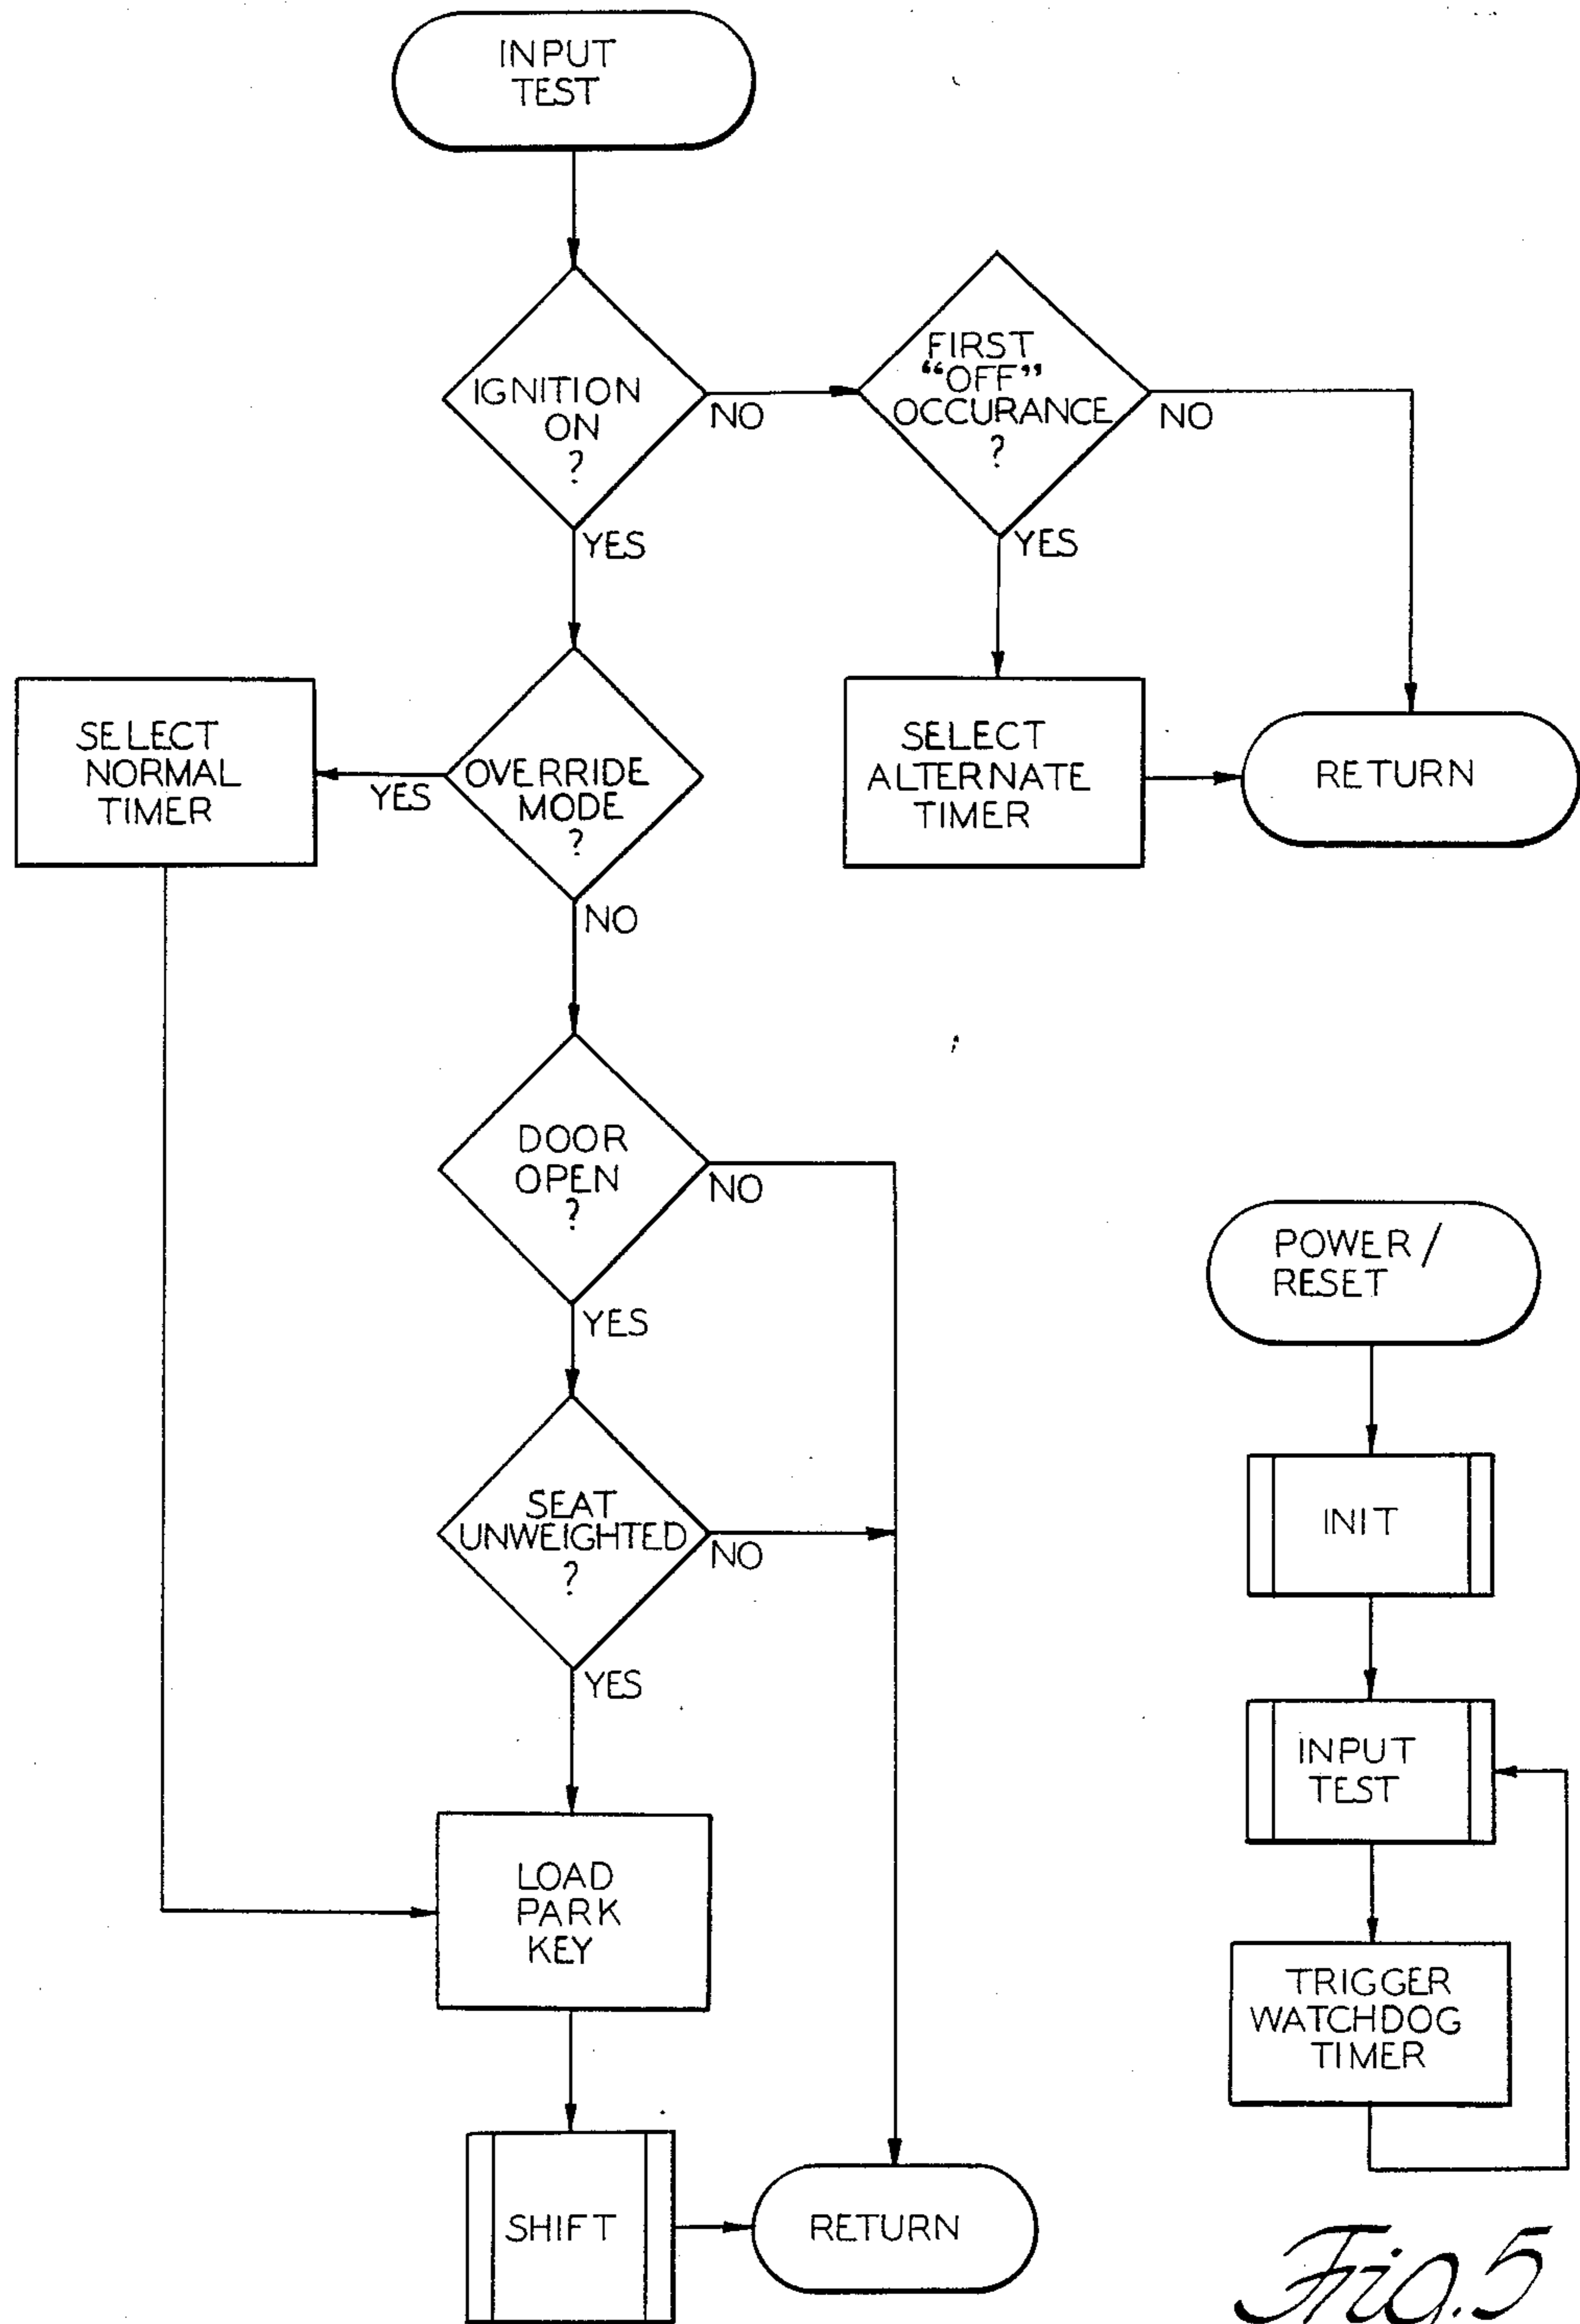 INPUT
TEST
IGNITION
ON
?
NO
YES
FIRST
"OFF"
OCCURANCE
?
NO
YES
SELECT
NORMAL
TIMER
YES
OVERRIDE
MODE
?
NO
SELECT
ALTERNATE
TIMER
RETURN
DOOR
OPEN
?
NO
YES
SEAT
UNWEIGHTED
?
NO
YES
LOAD
PARK
KEY
SHIFT
RETURN
POWER /
RESET
INIT
INPUT
TEST
TRIGGER
WATCHDOG
TIMER
Fig. 5